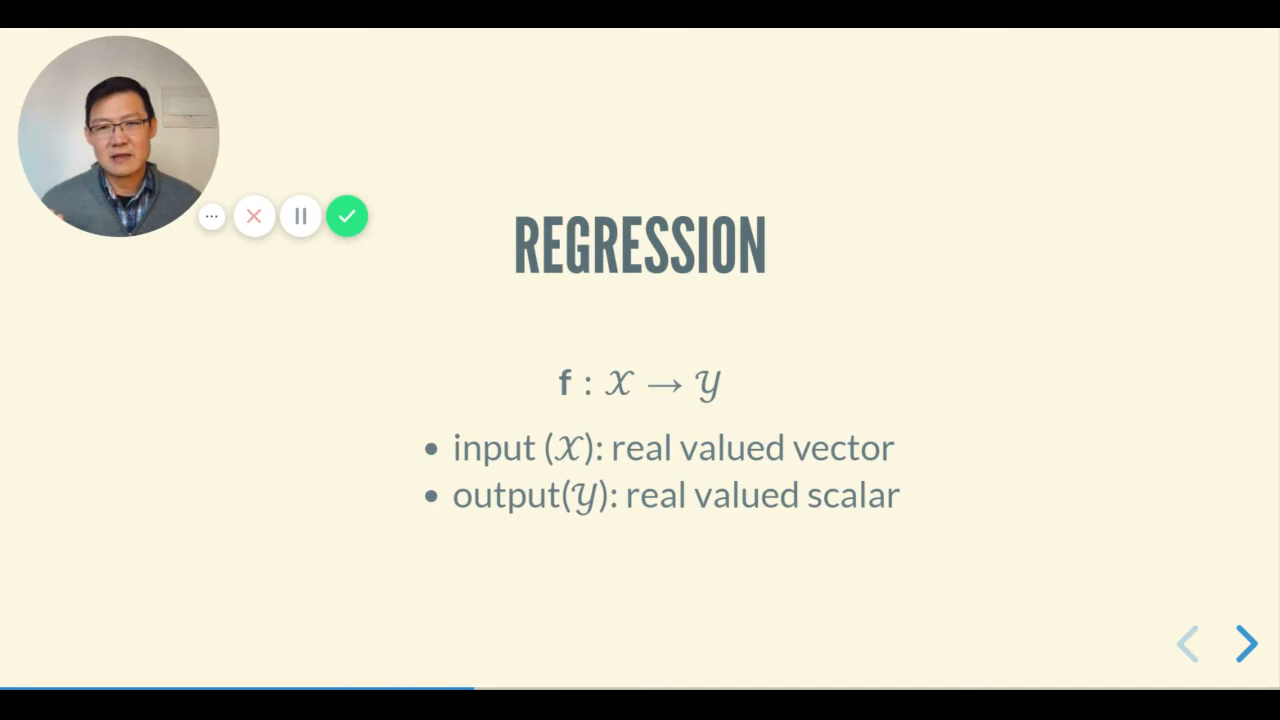 REGRESSION
f : 𝒳 → 𝒴
• input (𝒳): real valued vector
• output(𝒴): real valued scalar